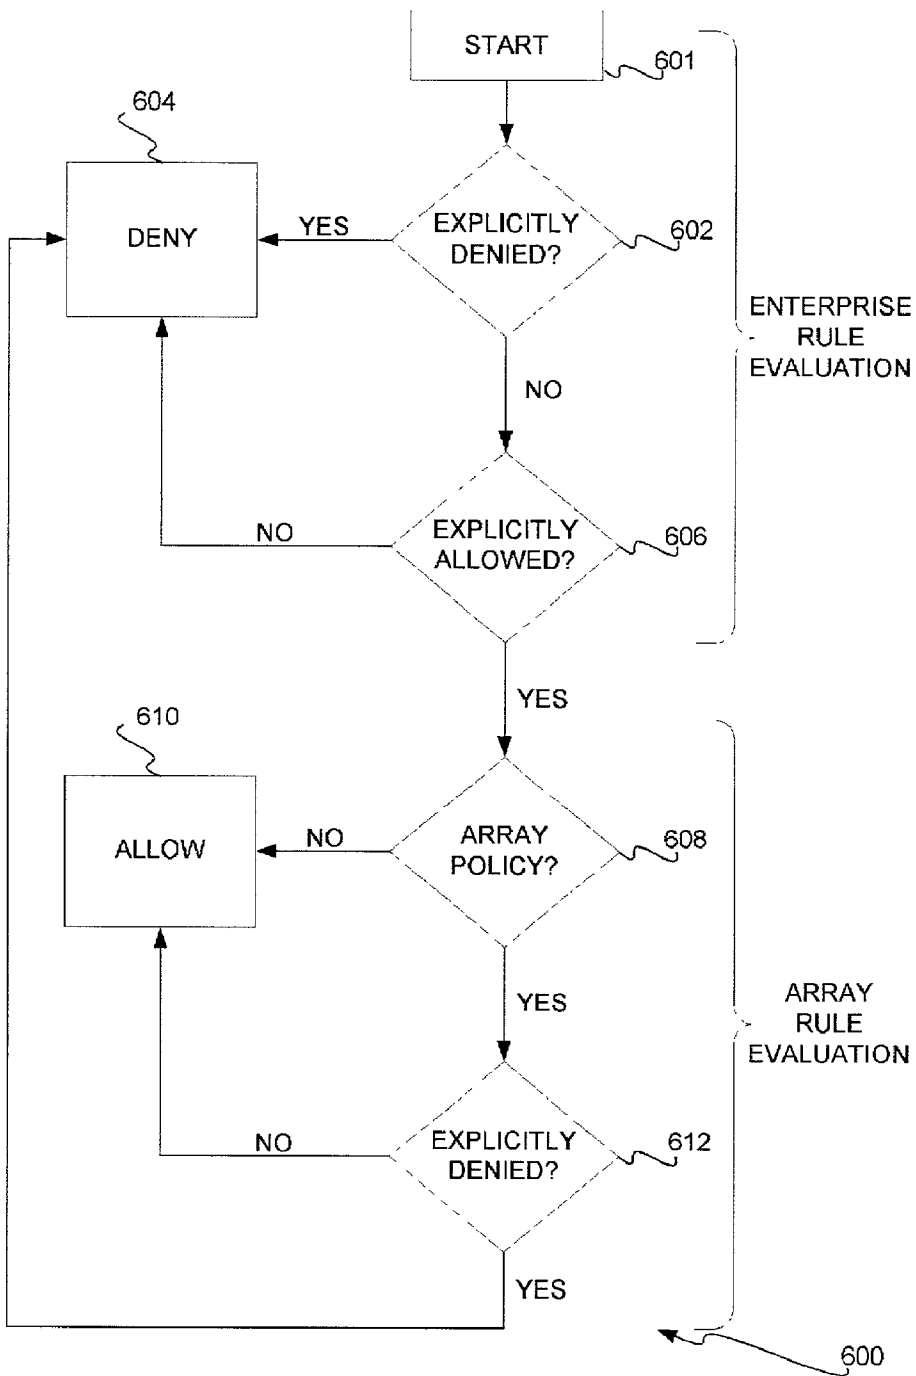 START
601
604
EXPLICITLY
DENIED?
602
YES
DENY
ENTERPRISE
RULE
EVALUATION
NO
EXPLICITLY
ALLOWED?
606
NO
YES
610
ARRAY
POLICY?
608
NO
ALLOW
YES
ARRAY
RULE
EVALUATION
EXPLICITLY
DENIED?
612
NO
YES
600